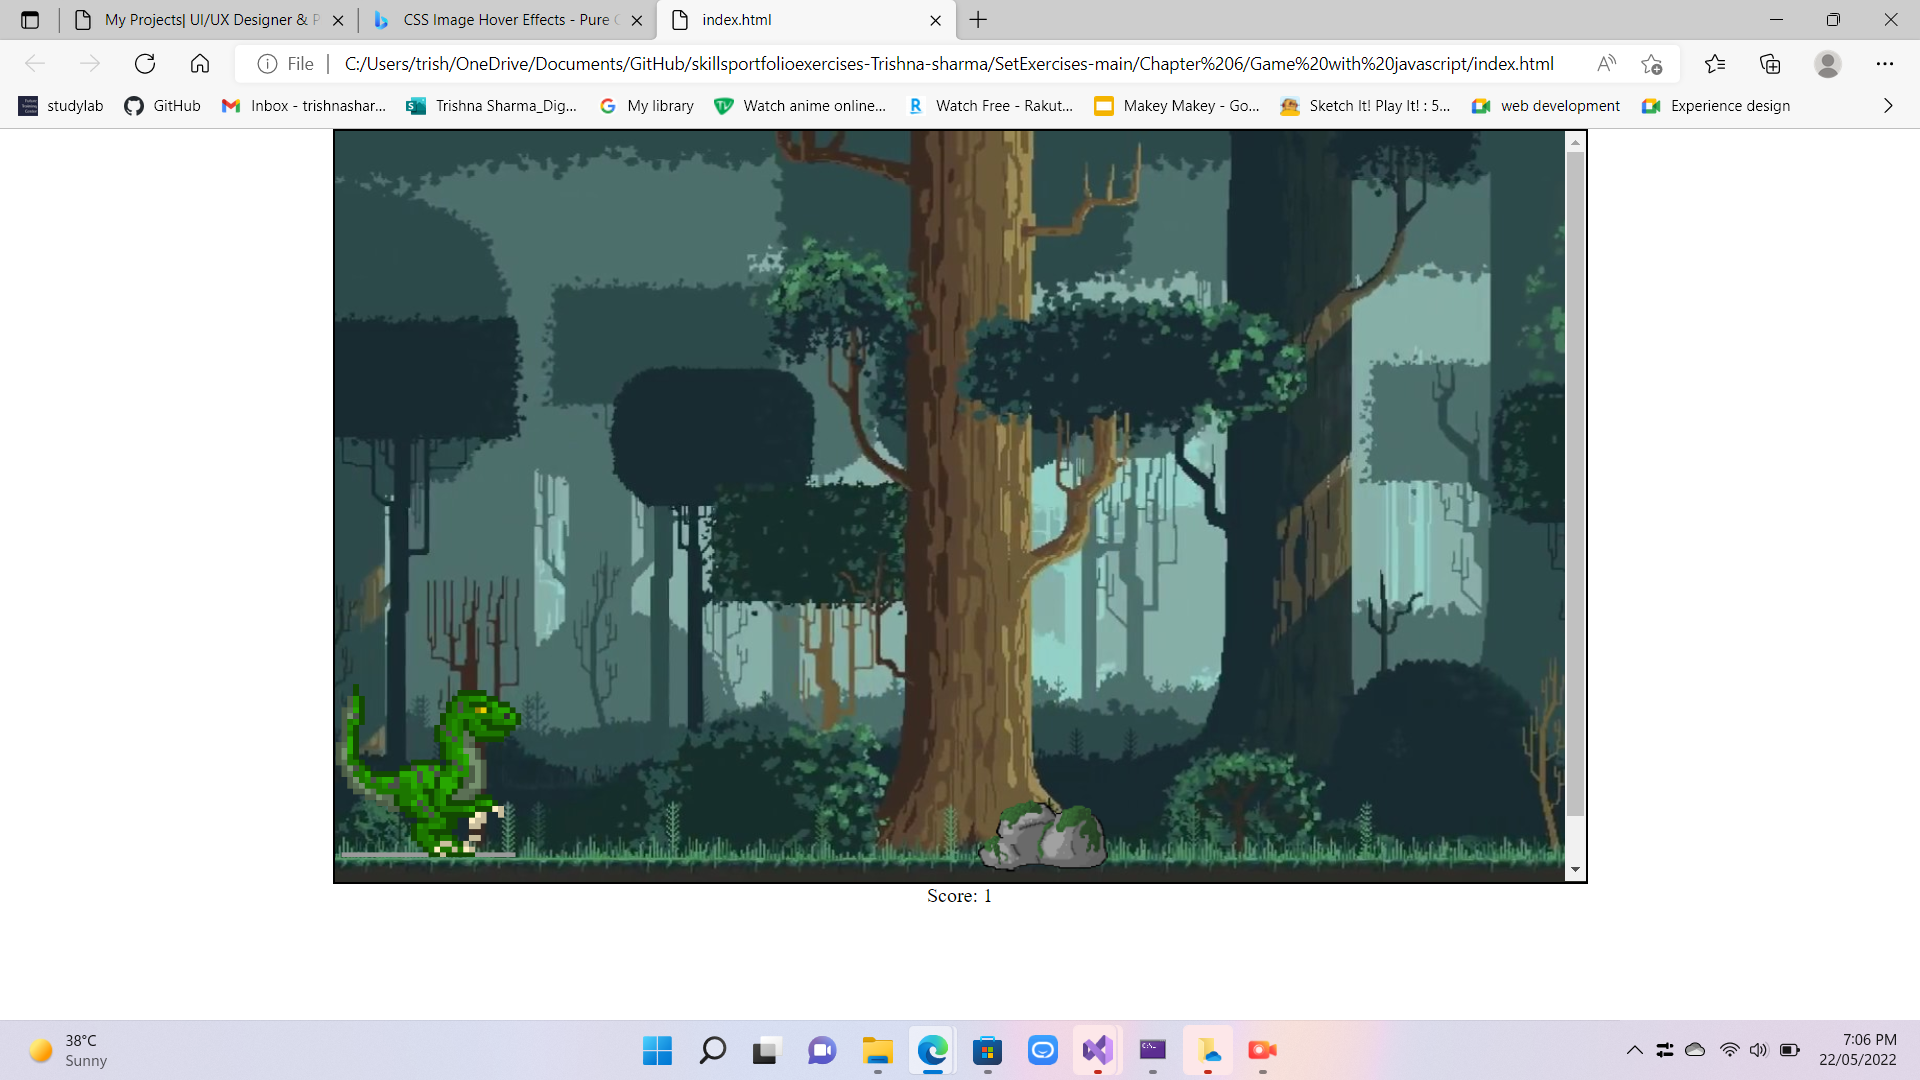 My Projects| UI/UX Designer & P
CSS Image Hover Effects - Pure C
index.html
File
C:/Users/trish/OneDrive/Documents/GitHub/skillsportfolioexercises-Trishna-sharma/SetExercises-main/Chapter%206/Game%20with%20javascript/index.html
studylab
GitHub
Inbox - trishnashar...
Trishna Sharma_Dig...
My library
Watch anime online...
Watch Free - Rakut...
Makey Makey - Go...
Sketch It! Play It! : 5...
web development
Experience design
Score: 1
38°C
Sunny
7:06 PM
22/05/2022